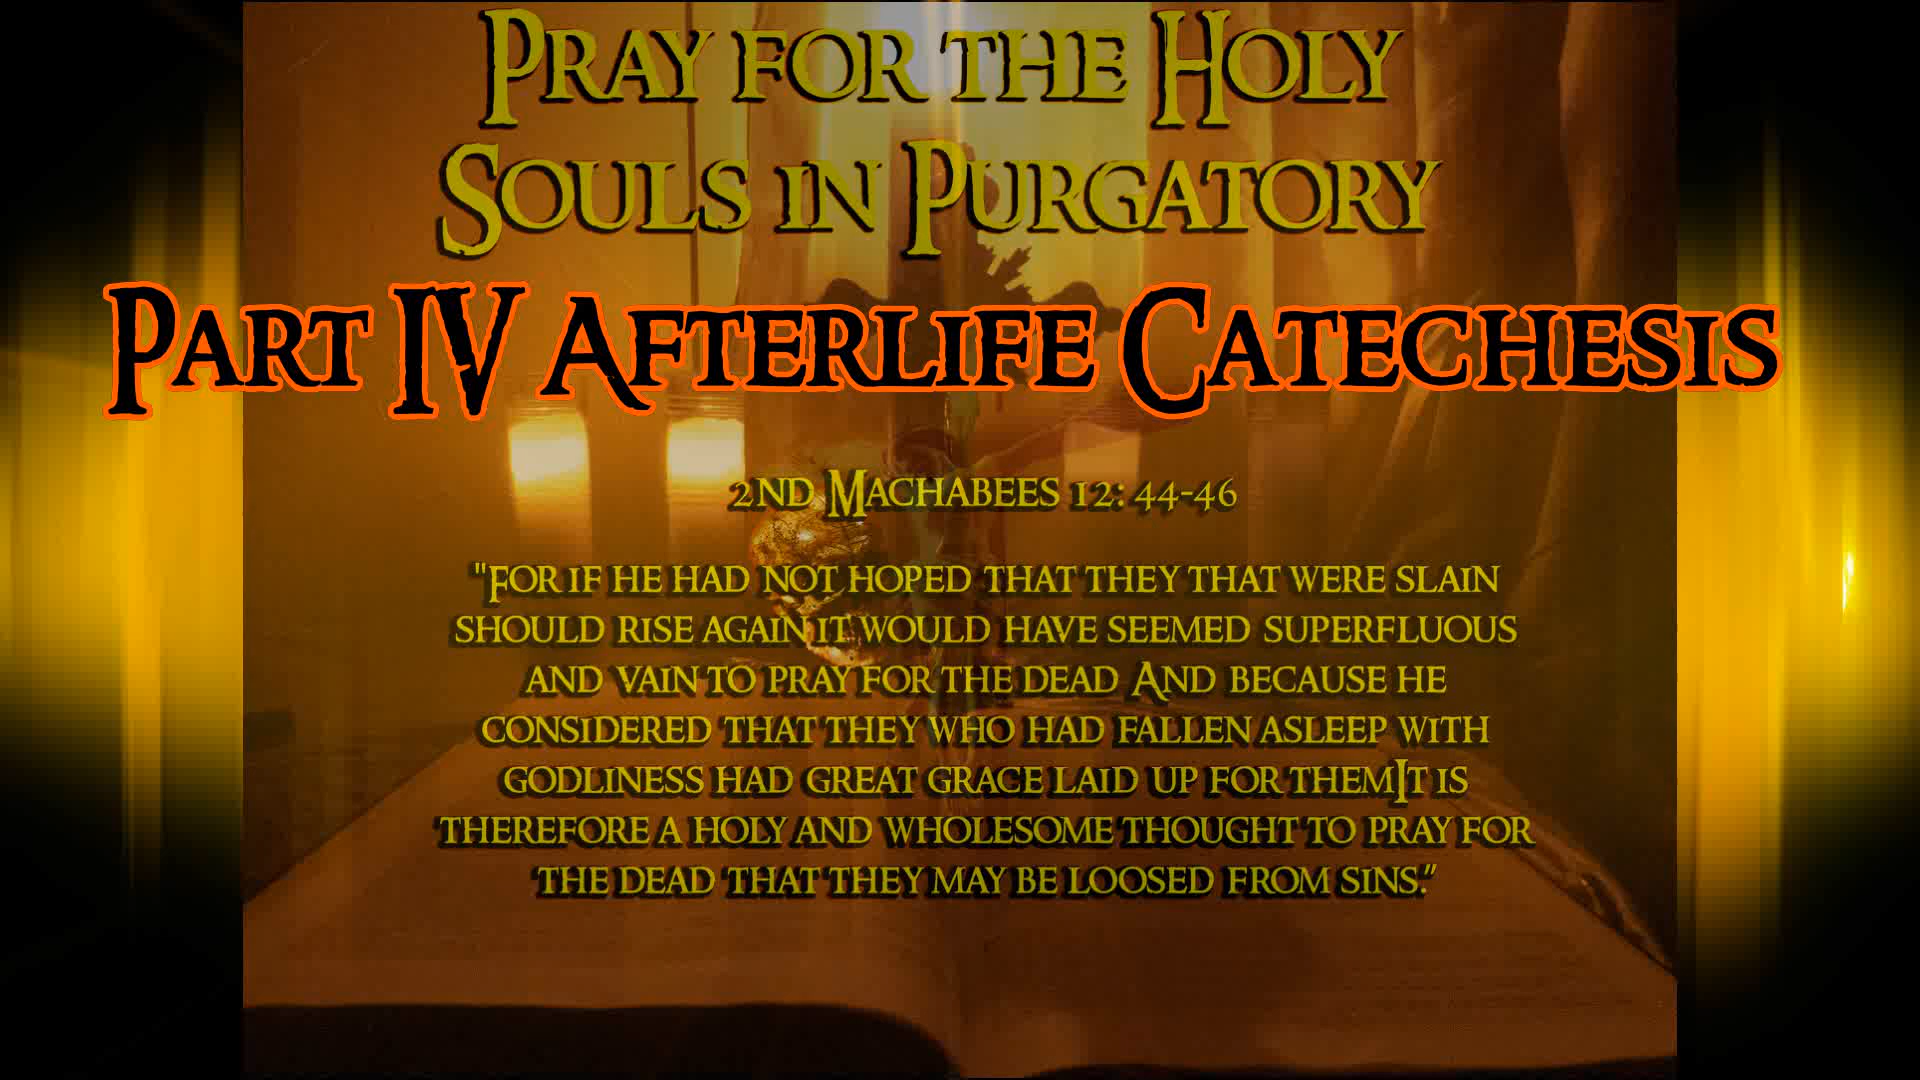 Pray for the Holy
Souls in Purgatory
Part IV Afterlife Catechesis
2nd Machabees 12: 44-46
"For if he had not hoped that they that were slain
should rise again it would have seemed superfluous
and vain to pray for the dead And because he
considered that they who had fallen asleep with
godliness had great grace laid up for themIt is
therefore a holy and wholesome thought to pray for
the dead that they may be loosed from sins."